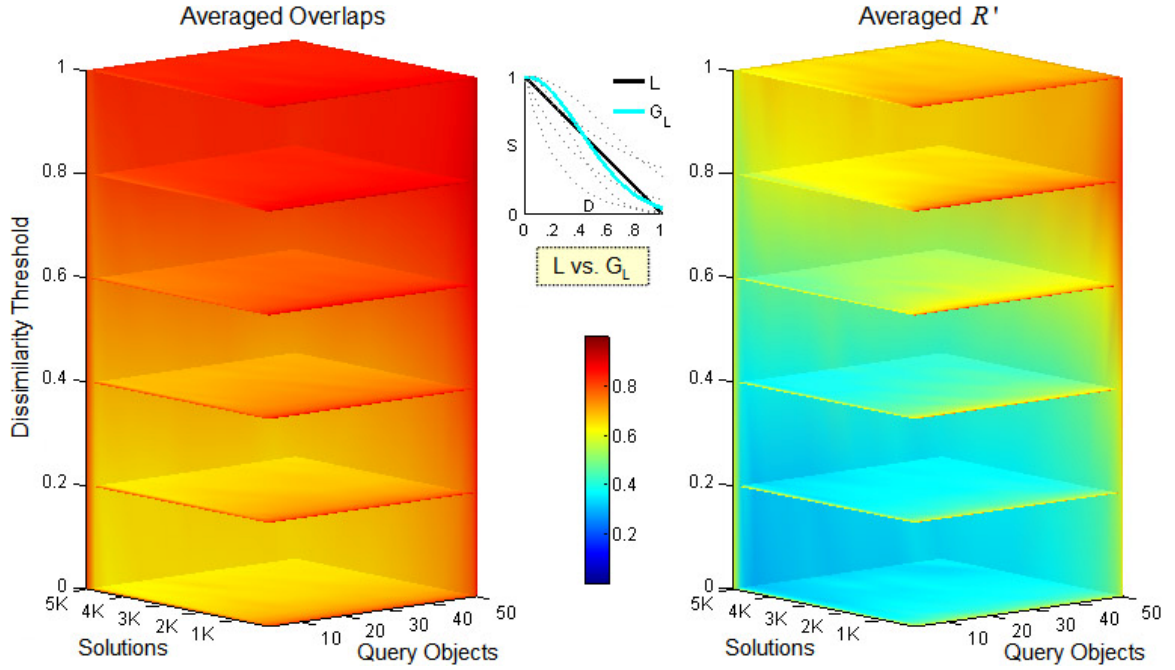 Averaged Overlaps
Averaged R'
Dissimilarity Threshold
1
0.8
0.6
0.4
0.2
0
5K
4K
3K
2K
1K
Solutions
10
20
30
40
50
Query Objects
1
S
0
D
0
.2
.4
.6
.8
1
L
G_L
L vs. G_L
0.8
0.6
0.4
0.2
1
0.8
0.6
0.4
0.2
0
5K
4K
3K
2K
1K
Solutions
10
20
30
40
50
Query Objects